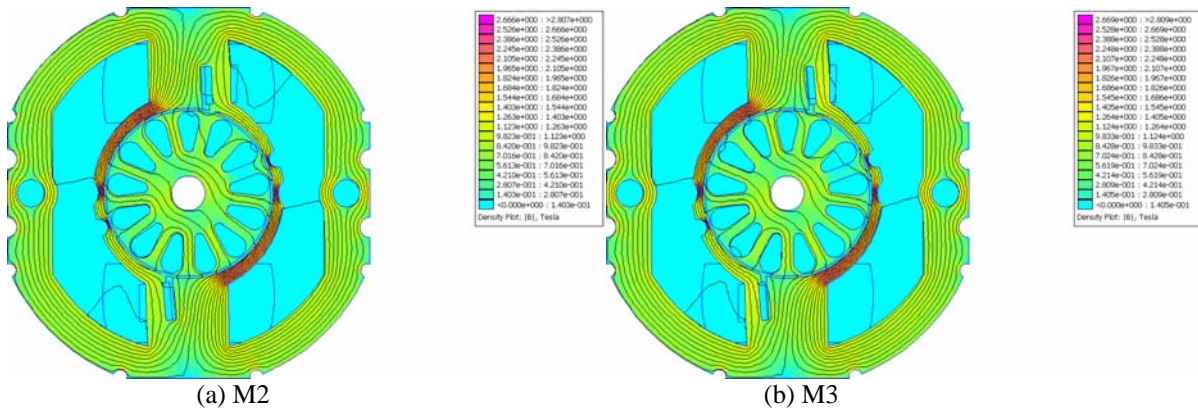 2.666e+000 : >2.807e+000
2.526e+000 : 2.666e+000
2.386e+000 : 2.526e+000
2.245e+000 : 2.386e+000
2.105e+000 : 2.245e+000
1.965e+000 : 2.105e+000
1.824e+000 : 1.965e+000
1.684e+000 : 1.824e+000
1.544e+000 : 1.684e+000
1.403e+000 : 1.544e+000
1.263e+000 : 1.403e+000
1.123e+000 : 1.263e+000
9.823e-001 : 1.123e+000
8.420e-001 : 9.823e-001
7.016e-001 : 8.420e-001
5.613e-001 : 7.016e-001
4.210e-001 : 5.613e-001
2.807e-001 : 4.210e-001
1.403e-001 : 2.807e-001
<0.000e+000 : 1.403e-001
Density Plot: |B|, Tesla
(a) M2
2.669e+000 : >2.809e+000
2.528e+000 : 2.669e+000
2.388e+000 : 2.528e+000
2.248e+000 : 2.388e+000
2.107e+000 : 2.248e+000
1.967e+000 : 2.107e+000
1.826e+000 : 1.967e+000
1.686e+000 : 1.826e+000
1.545e+000 : 1.686e+000
1.405e+000 : 1.545e+000
1.264e+000 : 1.405e+000
1.124e+000 : 1.264e+000
9.833e-001 : 1.124e+000
8.428e-001 : 9.833e-001
7.024e-001 : 8.428e-001
5.619e-001 : 7.024e-001
4.214e-001 : 5.619e-001
2.809e-001 : 4.214e-001
1.405e-001 : 2.809e-001
<0.000e+000 : 1.405e-001
Density Plot: |B|, Tesla
(b) M3